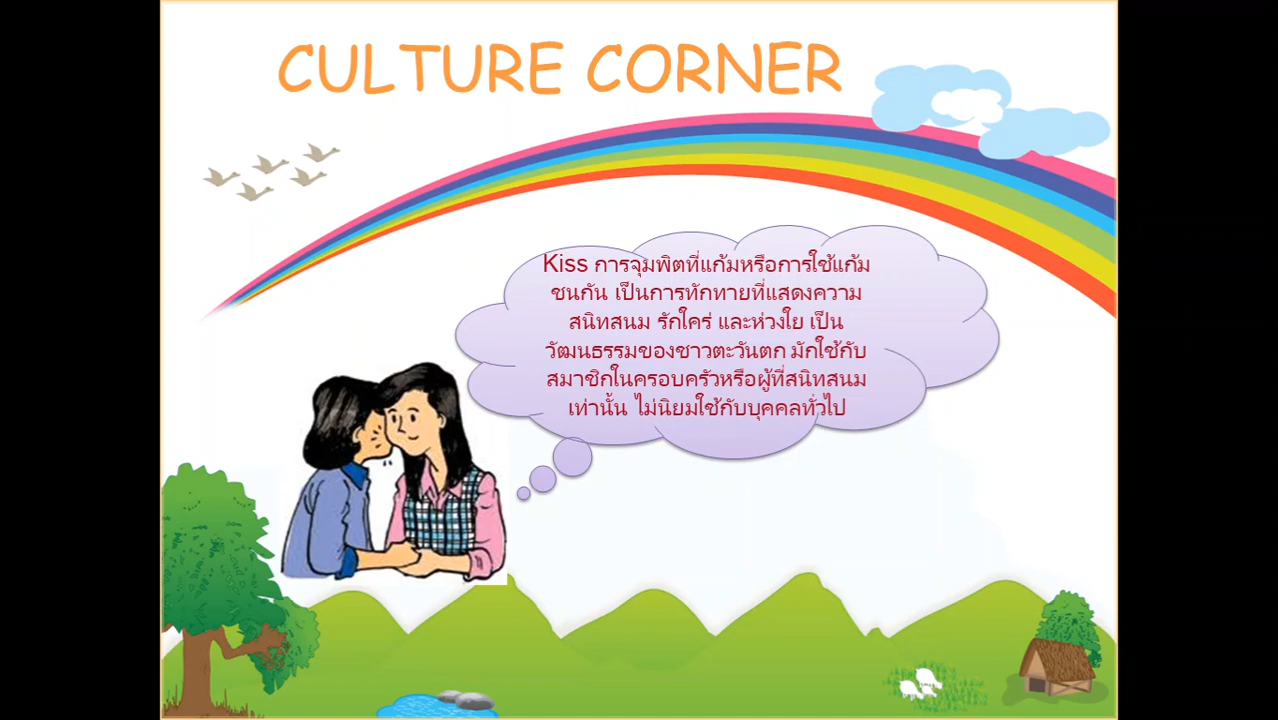 CULTURE CORNER
Kiss การจุมพิตที่แก้มหรือการใช้แก้ม
ชนกัน เป็นการทักทายที่แสดงความ
สนิทสนม รักใคร่ และห่วงใย เป็น
วัฒนธรรมของชาวตะวันตก มักใช้กับ
สมาชิกในครอบครัวหรือผู้ที่สนิทสนม
เท่านั้น ไม่นิยมใช้กับบุคคลทั่วไป